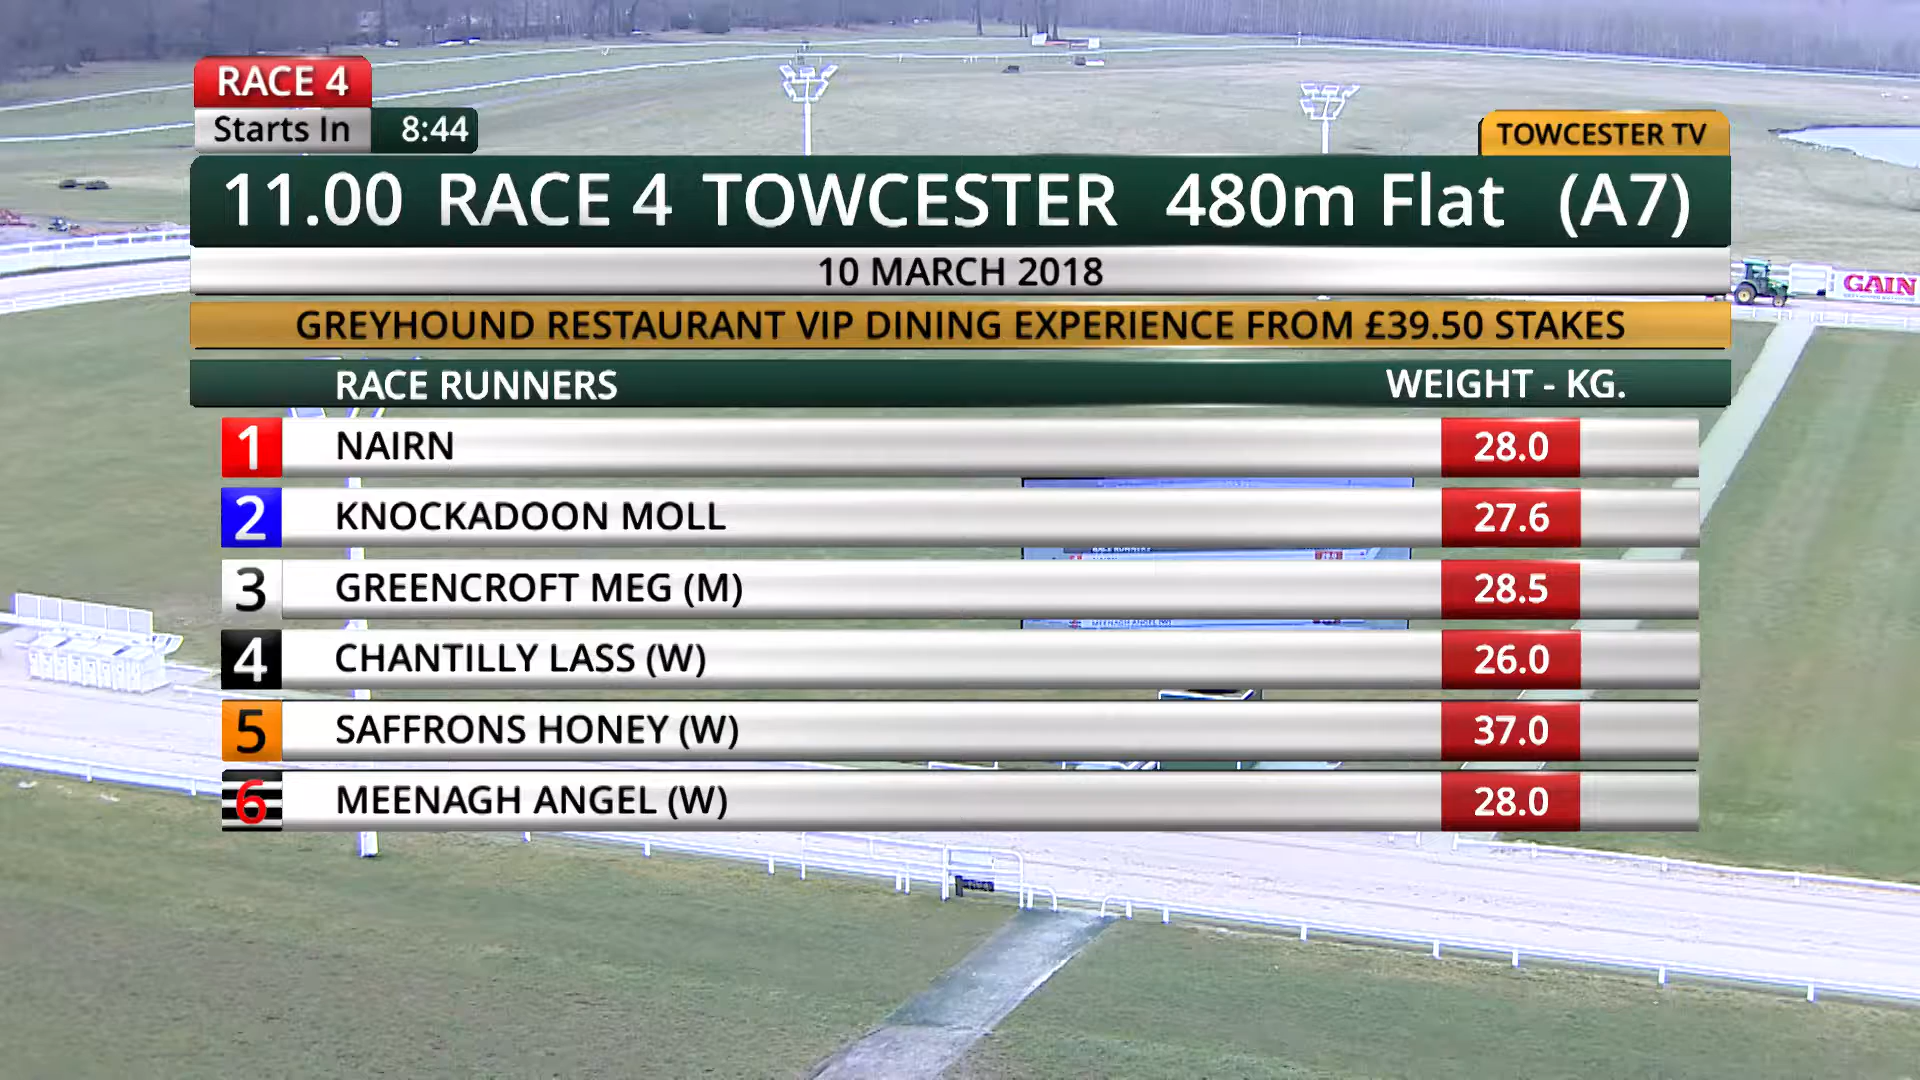 RACE 4
Starts In 8:44
TOWCESTER TV
11.00 RACE 4 TOWCESTER 480m Flat (A7)
10 MARCH 2018
GREYHOUND RESTAURANT VIP DINING EXPERIENCE FROM £39.50 STAKES
GAIN
RACE RUNNERS WEIGHT - KG.
1 NAIRN 28.0
2 KNOCKADOON MOLL 27.6
3 GREENCROFT MEG (M) 28.5
4 CHANTILLY LASS (W) 26.0
5 SAFFRONS HONEY (W) 37.0
6 MEENAGH ANGEL (W) 28.0